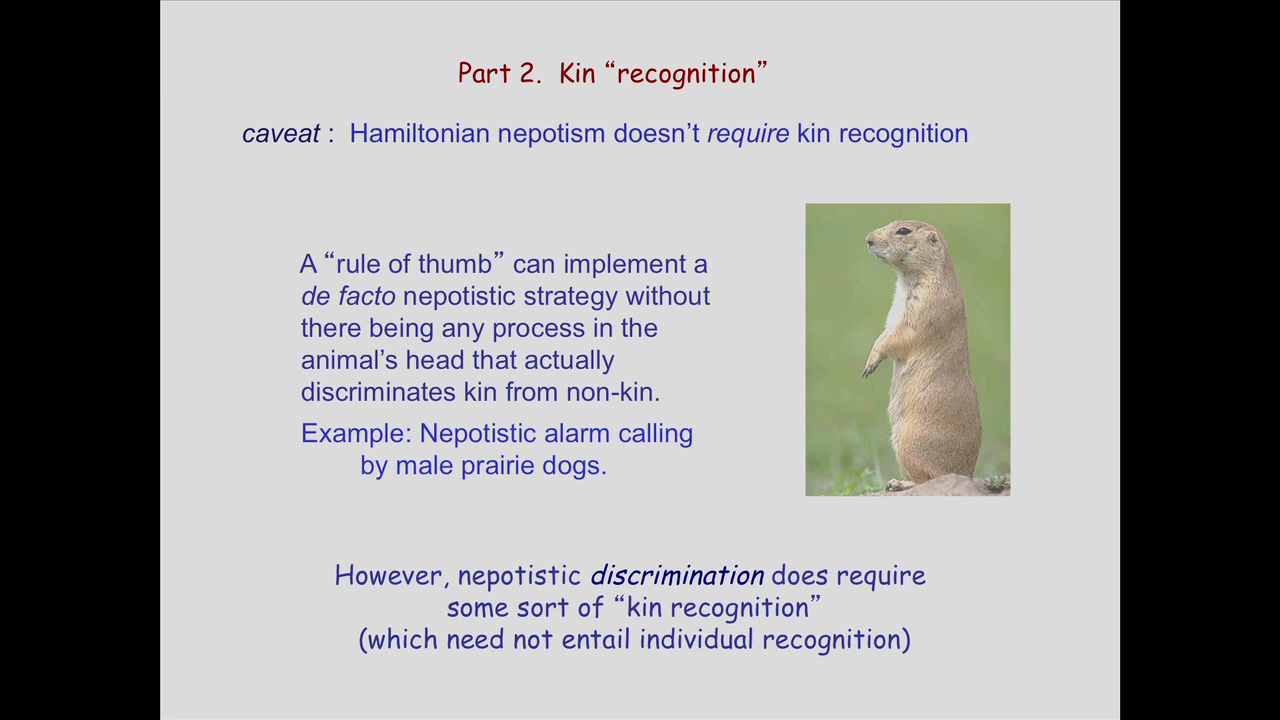 Part 2.  Kin “recognition”
caveat :  Hamiltonian nepotism doesn’t require kin recognition
A “rule of thumb” can implement a
de facto nepotistic strategy without
there being any process in the
animal’s head that actually
discriminates kin from non-kin.
Example: Nepotistic alarm calling
by male prairie dogs.
However, nepotistic discrimination does require
some sort of “kin recognition”
(which need not entail individual recognition)